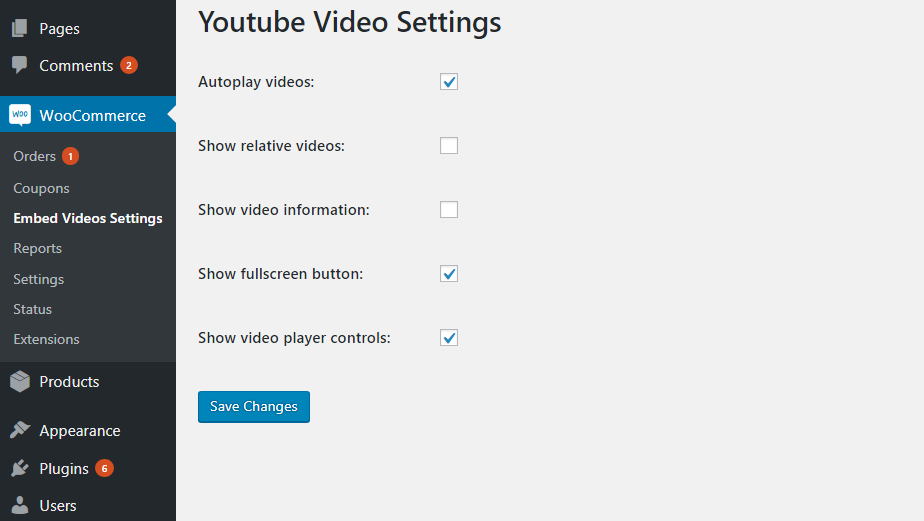 Pages
Comments 2
WOO WooCommerce
Orders 1
Coupons
Embed Videos Settings
Reports
Settings
Status
Extensions
Products
Appearance
Plugins 6
Users
Youtube Video Settings
Autoplay videos:
Show relative videos:
Show video information:
Show fullscreen button:
Show video player controls:
Save Changes